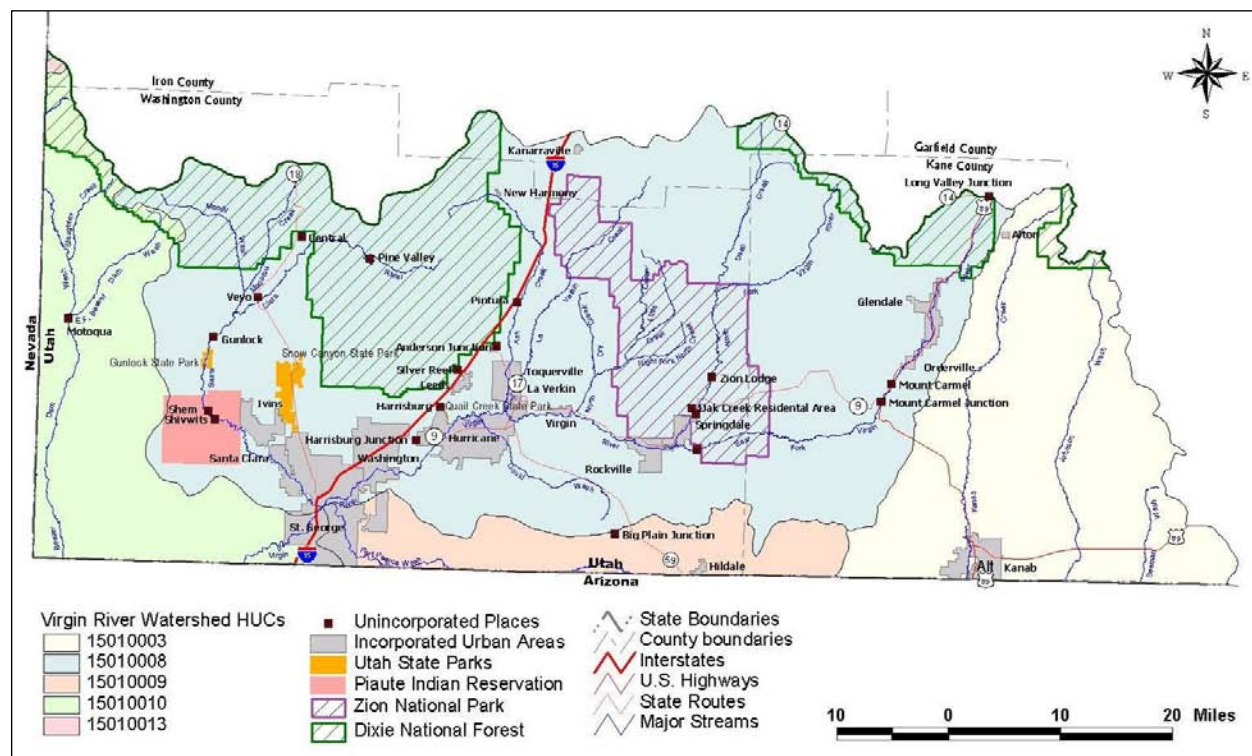 N
W
E
S
Iron County
Washington County
14
Garfield County
Kane County
Long Valley Junction
14
89
Kanarraville
15
New Harmony
18
Alton
Central
Pine Valley
Glendale
Veyo
Pintura
Motoqua
Gunlock
Nevada
Utah
Gunlock State Park
Snow Canyon State Park
Anderson Junction
Silver Reef
Leeds
Toquerville
17
La Verkin
Orderville
Zion Lodge
Mount Carmel
Mount Carmel Junction
9
Ivins
Harrisburg
Quail Creek State Park
Oak Creek Residental Area
Springdale
Shem
Shivwits
Virgin
Harrisburg Junction
9
Hurricane
Washington
Rockville
Santa Clara
St. George
Big Plain Junction
59
Hildale
15
Utah
Arizona
Alt
89
Kanab
89
Virgin River Watershed HUCs
15010003
15010008
15010009
15010010
15010013
Unincorporated Places
Incorporated Urban Areas
Utah State Parks
Piaute Indian Reservation
Zion National Park
Dixie National Forest
State Boundaries
County boundaries
Interstates
U.S. Highways
State Routes
Major Streams
10 0 10 20 Miles